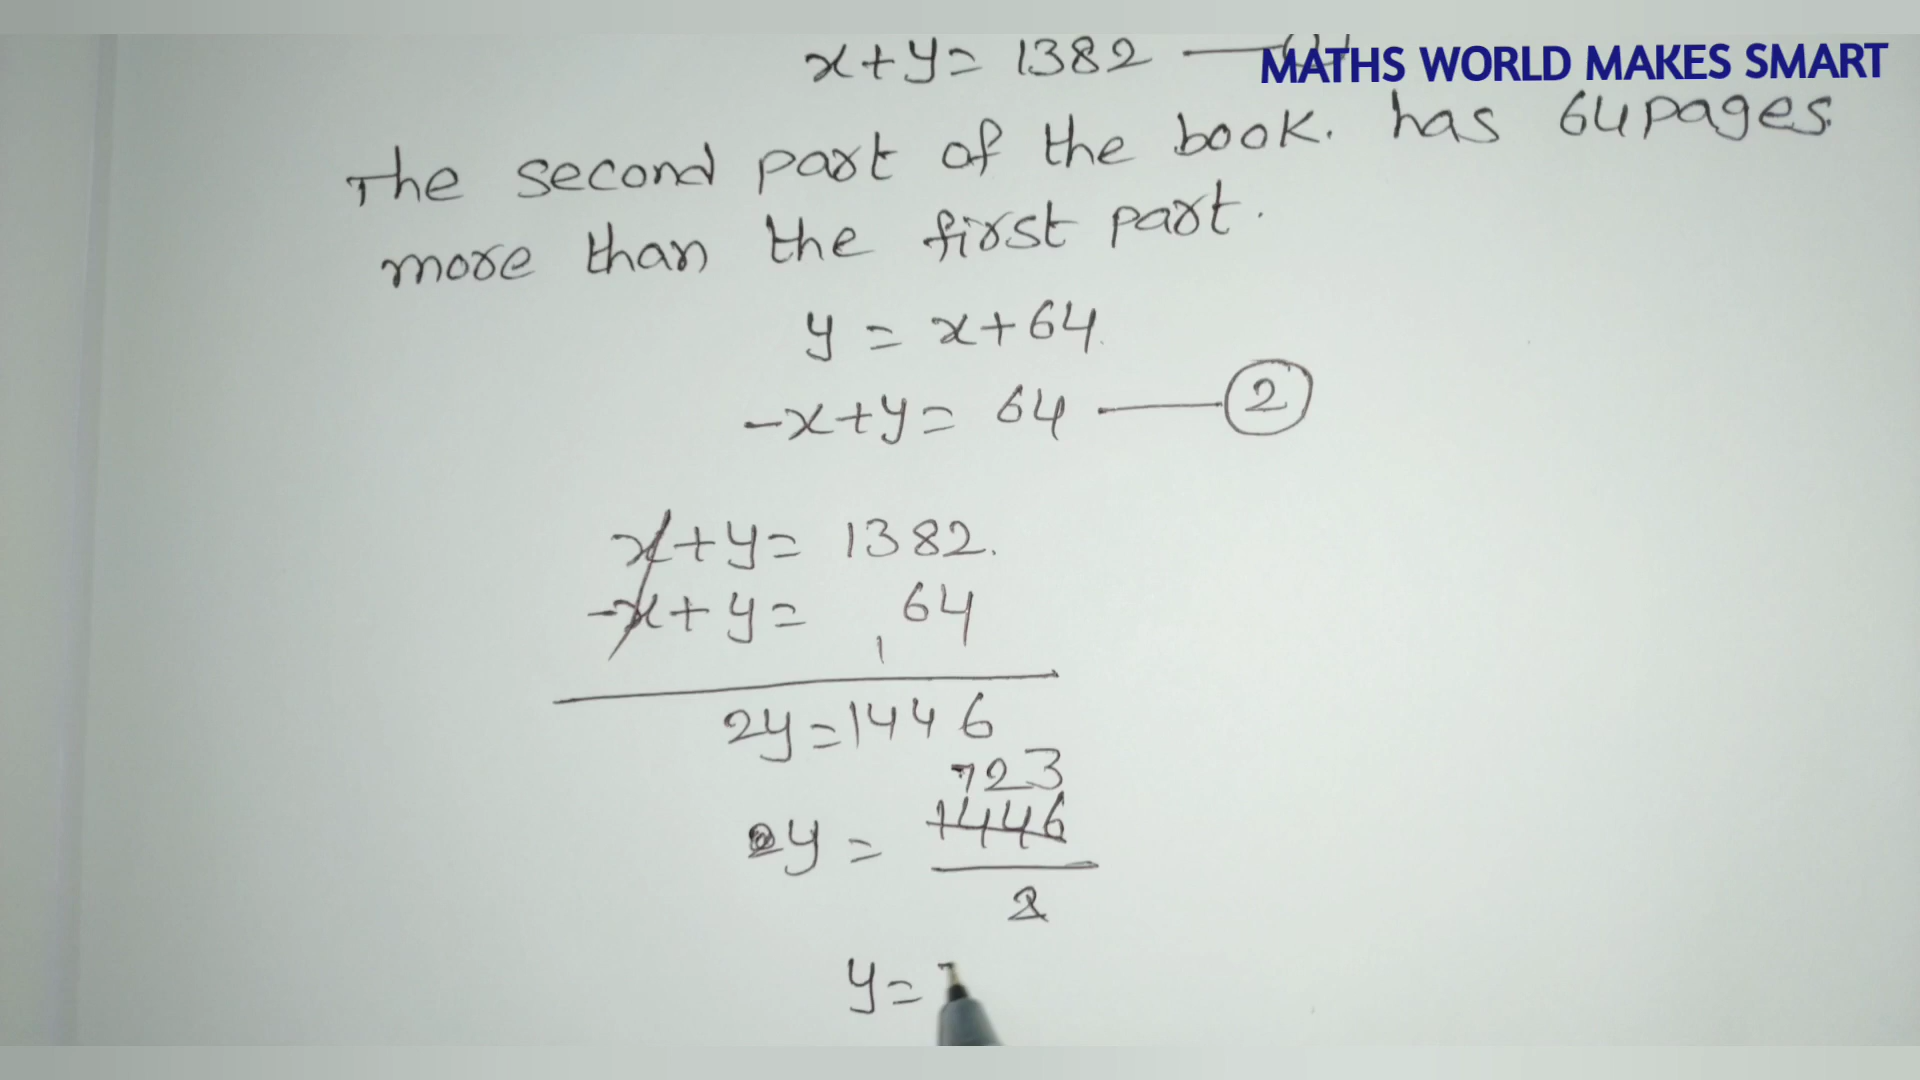 x+y= 1382
MATHS WORLD MAKES SMART
The second part of the book. has 64 pages
more than the first part.
y = x+64.
-x+y= 64 — 2
x+y= 1382.
-x+y= 64
1
2y=1446
723
y = 1446
2
y=